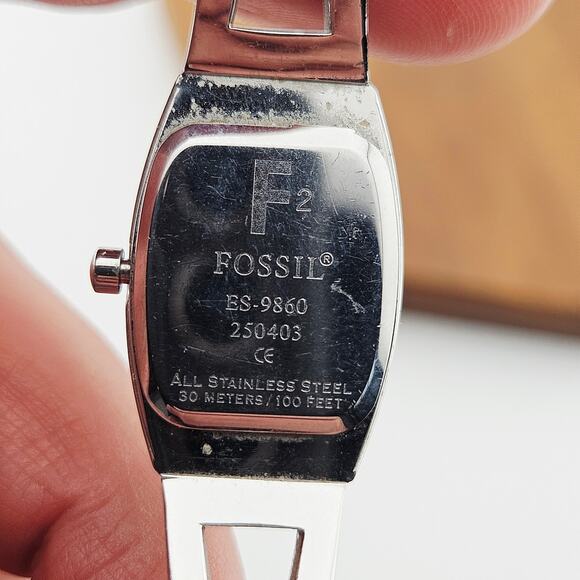 F2
FOSSIL®
ES-9860
250403
CE
ALL STAINLESS STEEL
30 METERS/100 FEET